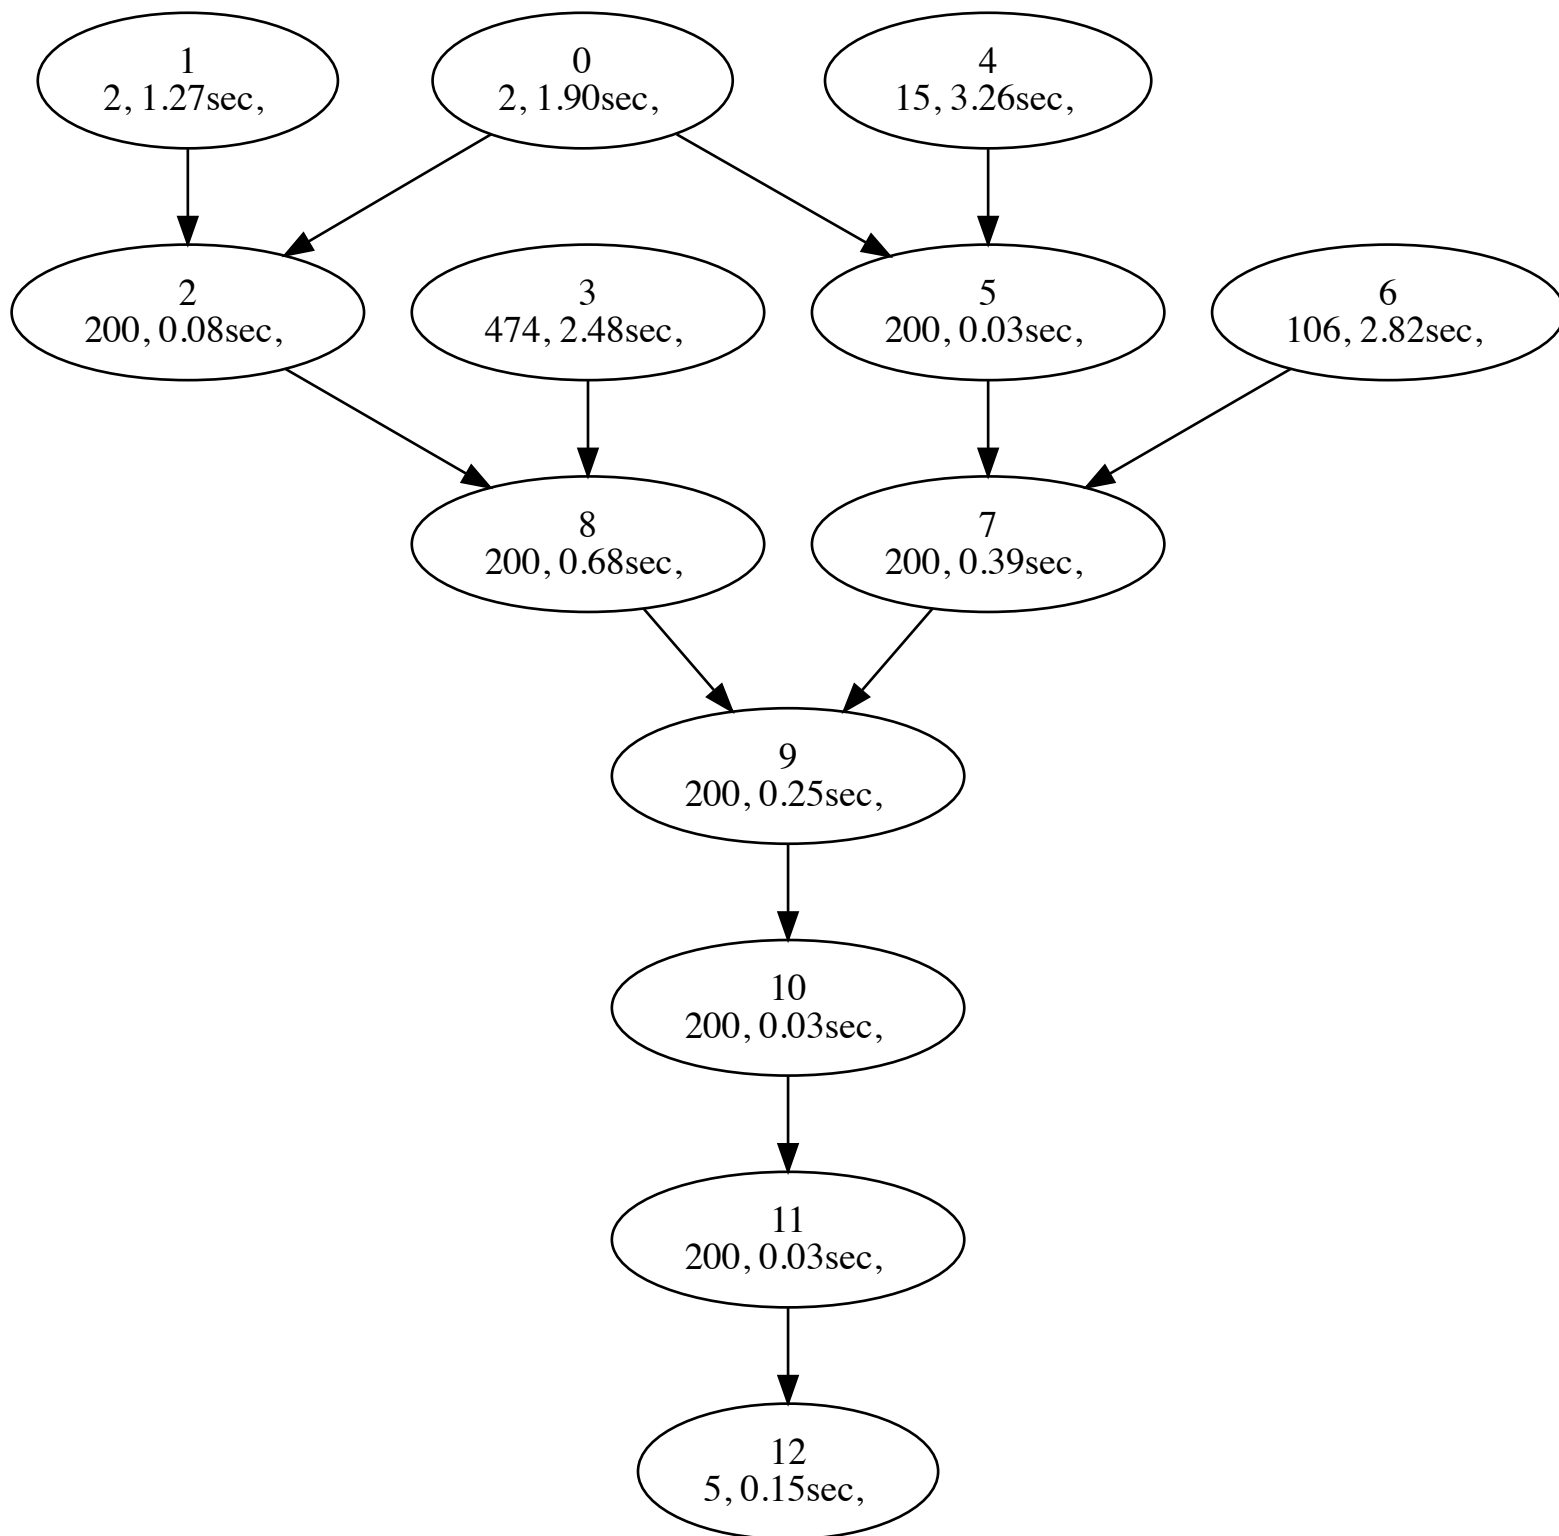 1
2, 1.27sec,
0
2, 1.90sec,
4
15, 3.26sec,
2
200, 0.08sec,
3
474, 2.48sec,
5
200, 0.03sec,
6
106, 2.82sec,
8
200, 0.68sec,
7
200, 0.39sec,
9
200, 0.25sec,
10
200, 0.03sec,
11
200, 0.03sec,
12
5, 0.15sec,